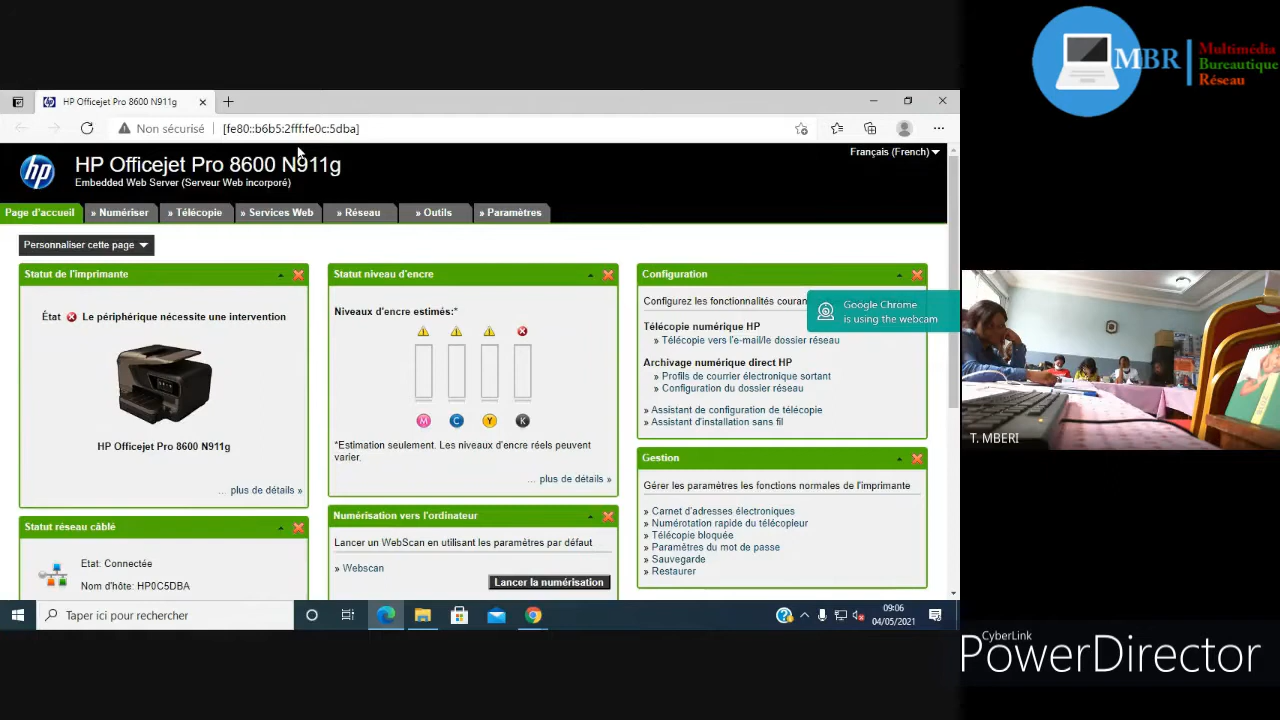 HP Officejet Pro 8600 N911g
Non sécurisé
[fe80::b6b5:2fff:fe0c:5dba]
hp
HP Officejet Pro 8600 N911g
Embedded Web Server (Serveur Web incorporé)
Français (French)
Page d'accueil
» Numériser
» Télécopie
» Services Web
» Réseau
» Outils
» Paramètres
Personnaliser cette page
Statut de l'imprimante
État Le périphérique nécessite une intervention
HP Officejet Pro 8600 N911g
... plus de détails »
Statut réseau câblé
Etat: Connectée
Nom d'hôte: HP0C5DBA
Statut niveau d'encre
Niveaux d'encre estimés:*
M C Y K
*Estimation seulement. Les niveaux d'encre réels peuvent
varier.
... plus de détails »
Numérisation vers l'ordinateur
Lancer un WebScan en utilisant les paramètres par défaut
» Webscan
Lancer la numérisation
Configuration
Configurez les fonctionnalités couran
Télécopie numérique HP
» Télécopie vers l'e-mail/le dossier réseau
Archivage numérique direct HP
» Profils de courrier électronique sortant
» Configuration du dossier réseau
» Assistant de configuration de télécopie
» Assistant d'installation sans fil
Google Chrome
is using the webcam
Gestion
Gérer les paramètres les fonctions normales de l'imprimante
» Carnet d'adresses électroniques
» Numérotation rapide du télécopieur
» Télécopie bloquée
» Paramètres du mot de passe
» Sauvegarde
» Restaurer
Taper ici pour rechercher
09:06
04/05/2021
MBR
Multimédia
Bureautique
Réseau
T. MBERI
CyberLink
PowerDirector